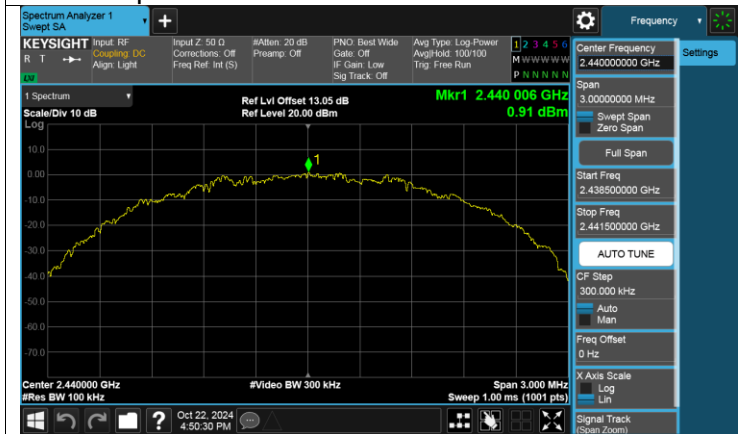 Spectrum Analyzer 1
Swept SA
Frequency
KEYSIGHT
R T
LXI
Input: RF
Coupling: DC
Align: Light
Input Z: 50 Ω
Corrections: Off
Freq Ref: Int (S)
#Atten: 20 dB
Preamp: Off
PNO: Best Wide
Gate: Off
IF Gain: Low
Sig Track: Off
Avg Type: Log-Power
Avg|Hold: 100/100
Trig: Free Run
1 2 3 4 5 6
M W W W W W
P N N N N N
1 Spectrum
Scale/Div 10 dB
Log
Ref Lvl Offset 13.05 dB
Ref Level 20.00 dBm
Mkr1 2.440 006 GHz
0.91 dBm
10.0
0.00
-10.0
-20.0
-30.0
-40.0
-50.0
-60.0
-70.0
1
Center 2.440000 GHz
#Res BW 100 kHz
#Video BW 300 kHz
Span 3.000 MHz
Sweep 1.00 ms (1001 pts)
Center Frequency
2.440000000 GHz
Settings
Span
3.00000000 MHz
Swept Span
Zero Span
Full Span
Start Freq
2.438500000 GHz
Stop Freq
2.441500000 GHz
AUTO TUNE
CF Step
300.000 kHz
Auto
Man
Freq Offset
0 Hz
X Axis Scale
Log
Lin
Signal Track
(Span Zoom)
?
Oct 22, 2024
4:50:30 PM